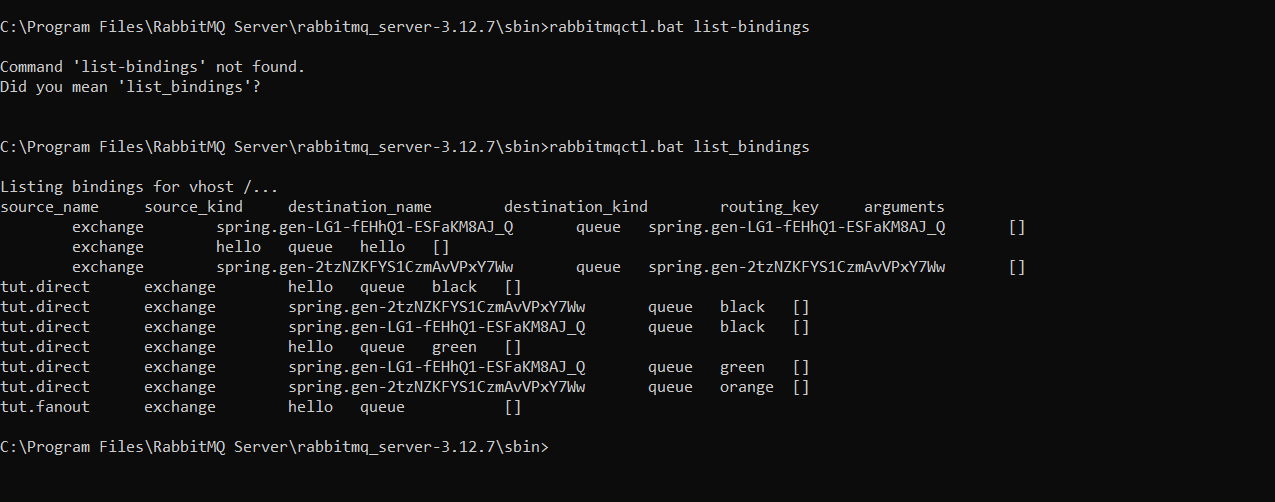 C:\Program Files\RabbitMQ Server\rabbitmq_server-3.12.7\sbin>rabbitmqctl.bat list-bindings
Command 'list-bindings' not found.
Did you mean 'list_bindings'?
C:\Program Files\RabbitMQ Server\rabbitmq_server-3.12.7\sbin>rabbitmqctl.bat list_bindings
Listing bindings for vhost /...
source_name source_kind destination_name destination_kind routing_key arguments
exchange spring.gen-LG1-fEHhQ1-ESFaKM8AJ_Q queue spring.gen-LG1-fEHhQ1-ESFaKM8AJ_Q []
exchange hello queue hello []
exchange spring.gen-2tzNZKFYS1CzmAvVPxY7Ww queue spring.gen-2tzNZKFYS1CzmAvVPxY7Ww []
tut.direct exchange hello queue black []
tut.direct exchange spring.gen-2tzNZKFYS1CzmAvVPxY7Ww queue black []
tut.direct exchange spring.gen-LG1-fEHhQ1-ESFaKM8AJ_Q queue black []
tut.direct exchange hello queue green []
tut.direct exchange spring.gen-LG1-fEHhQ1-ESFaKM8AJ_Q queue green []
tut.direct exchange spring.gen-2tzNZKFYS1CzmAvVPxY7Ww queue orange []
tut.fanout exchange hello queue []
C:\Program Files\RabbitMQ Server\rabbitmq_server-3.12.7\sbin>